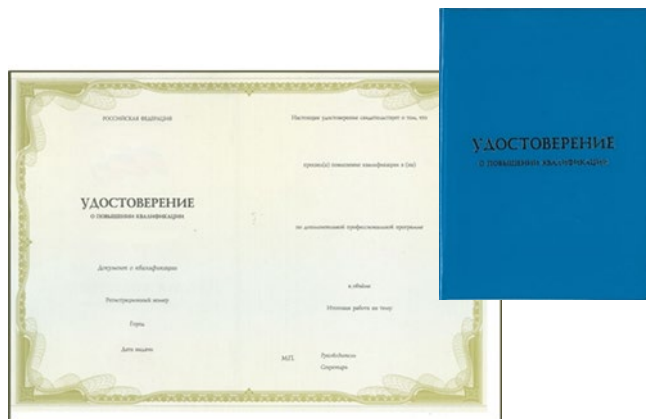 РОССИЙСКАЯ ФЕДЕРАЦИЯ
УДОСТОВЕРЕНИЕ
О ПОВЫШЕНИИ КВАЛИФИКАЦИИ
Документ о квалификации
Регистрационный номер
Город
Дата выдачи
Настоящее удостоверение свидетельствует о том, что
прошел(а) повышение квалификации в (на)
по дополнительной профессиональной программе
в объёме
Итоговая работа на тему:
М.П.
Руководитель
Секретарь
УДОСТОВЕРЕНИЕ
О ПОВЫШЕНИИ КВАЛИФИКАЦИИ